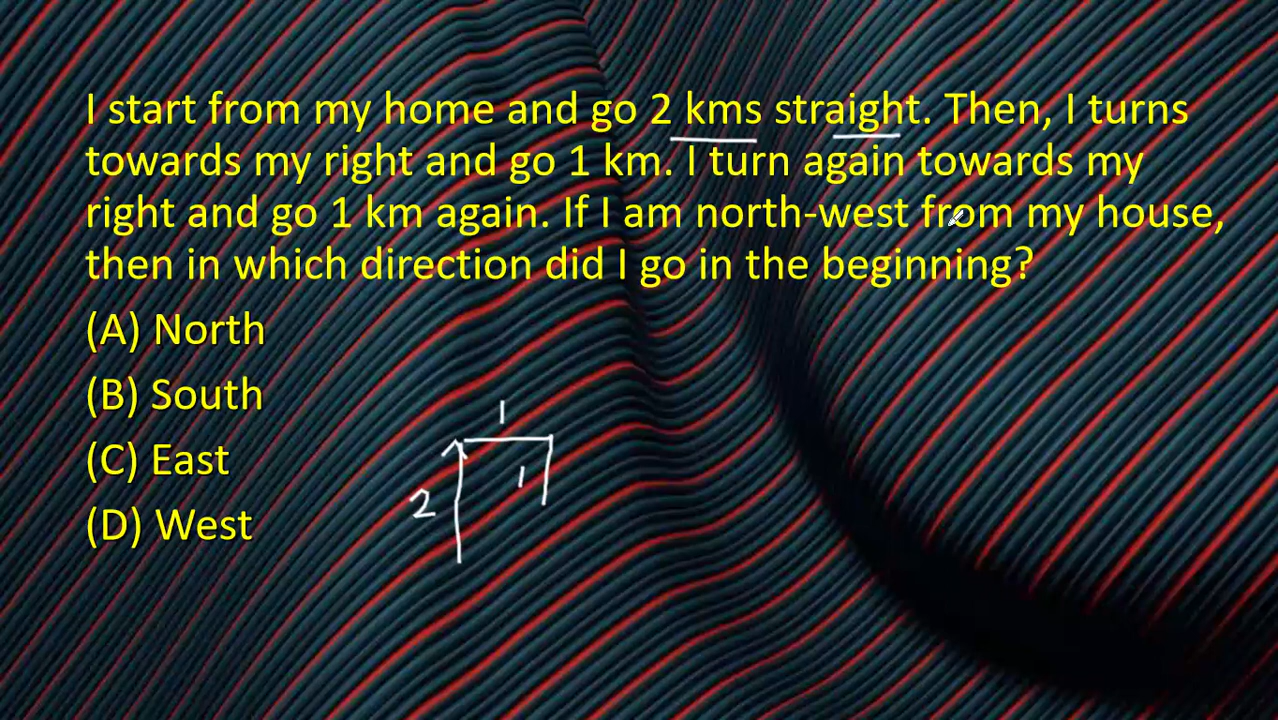 I start from my home and go 2 kms straight. Then, I turns
towards my right and go 1 km. I turn again towards my
right and go 1 km again. If I am north-west from my house,
then in which direction did I go in the beginning?
(A) North
(B) South
(C) East
(D) West
1
2 1